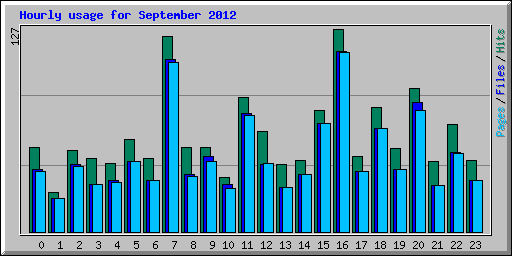 Hourly usage for September 2012
127
Pages/Files/Hits
0 1 2 3 4 5 6 7 8 9 10 11 12 13 14 15 16 17 18 19 20 21 22 23